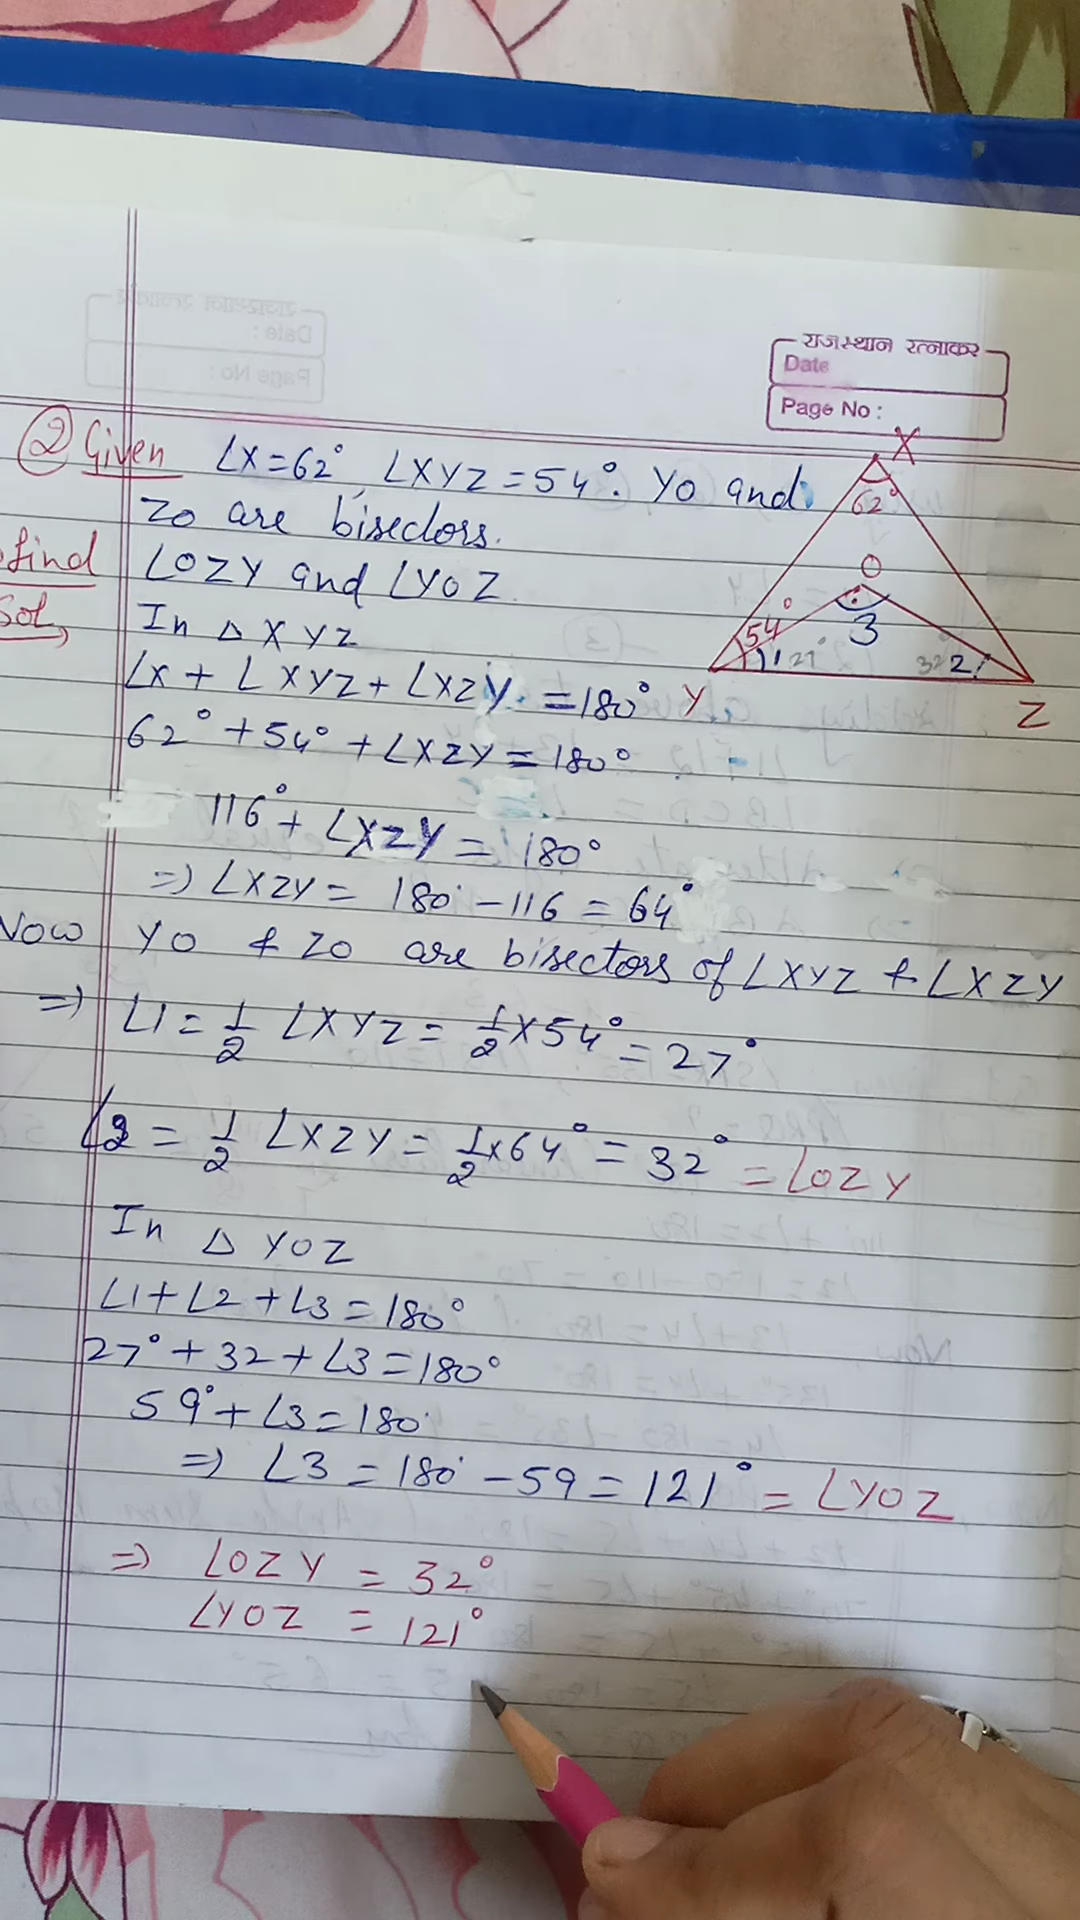 राजस्थान रत्नाकर
Date
Page No :
② Given ∠X=62°, ∠XYZ=54°. YO and
ZO are bisectors.
find ∠OZY and ∠YOZ
Sol, In △XYZ
∠X + ∠XYZ + ∠XZY = 180°
62° + 54° + ∠XZY = 180°
116° + ∠XZY = 180°
=) ∠XZY = 180° - 116 = 64°
Now YO & ZO are bisectors of ∠XYZ & ∠XZY
=) ∠1 = 1/2 ∠XYZ = 1/2 × 54° = 27°
∠2 = 1/2 ∠XZY = 1/2 × 64° = 32° = ∠OZY
In △ YOZ
∠1 + ∠2 + ∠3 = 180°
27° + 32 + ∠3 = 180°
59° + ∠3 = 180°
=) ∠3 = 180° - 59 = 121° = ∠YOZ
=) ∠OZY = 32°
∠YOZ = 121°
X
62°
O
54°
3
1 27°
32 2
Y
Z